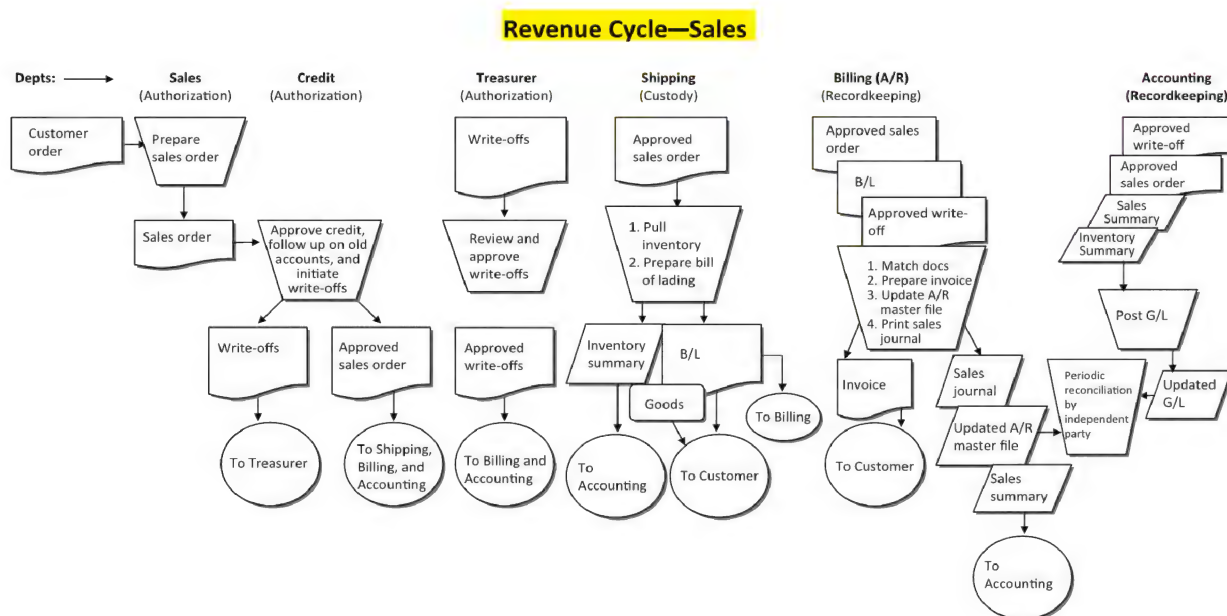 Revenue Cycle—Sales
Depts:
Sales
(Authorization)
Credit
(Authorization)
Treasurer
(Authorization)
Shipping
(Custody)
Billing (A/R)
(Recordkeeping)
Accounting
(Recordkeeping)
Customer
order
Prepare
sales order
Sales order
Approve credit,
follow up on old
accounts, and
initiate
write-offs
Write-offs
To Treasurer
Approved
sales order
To Shipping,
Billing, and
Accounting
Write-offs
Review and
approve
write-offs
Approved
write-offs
To Billing and
Accounting
Approved
sales order
1. Pull
inventory
2. Prepare bill
of lading
Inventory
summary
B/L
Goods
To Billing
To
Accounting
To Customer
Approved sales
order
B/L
Approved write-
off
1. Match docs
2. Prepare invoice
3. Update A/R
master file
4. Print sales
journal
Invoice
To Customer
Sales
journal
Updated A/R
master file
Sales
summary
To
Accounting
Approved
write-off
Approved
sales order
Sales
Summary
Inventory
Summary
Post G/L
Updated
G/L
Periodic
reconciliation
by
independent
party